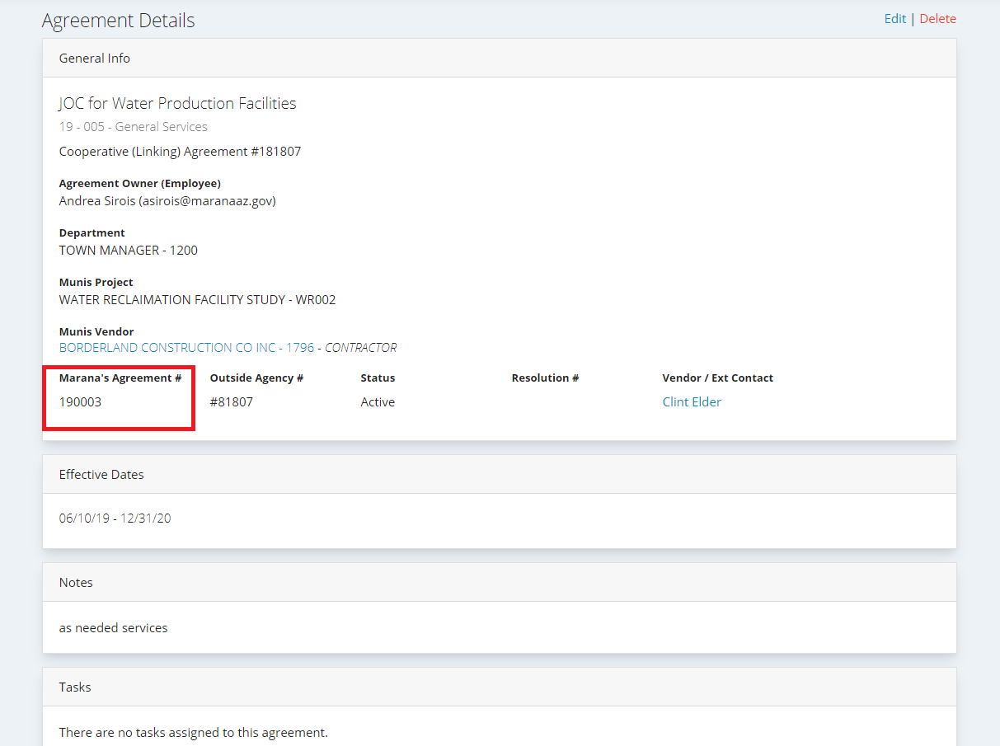 Agreement Details
Edit | Delete
General Info
JOC for Water Production Facilities
19 - 005 - General Services
Cooperative (Linking) Agreement #181807
Agreement Owner (Employee)
Andrea Sirois (asirois@maranaaz.gov)
Department
TOWN MANAGER - 1200
Munis Project
WATER RECLAIMATION FACILITY STUDY - WR002
Munis Vendor
BORDERLAND CONSTRUCTION CO INC - 1796 - CONTRACTOR
Marana's Agreement # Outside Agency # Status Resolution # Vendor / Ext Contact
190003 #81807 Active Clint Elder
Effective Dates
06/10/19 - 12/31/20
Notes
as needed services
Tasks
There are no tasks assigned to this agreement.